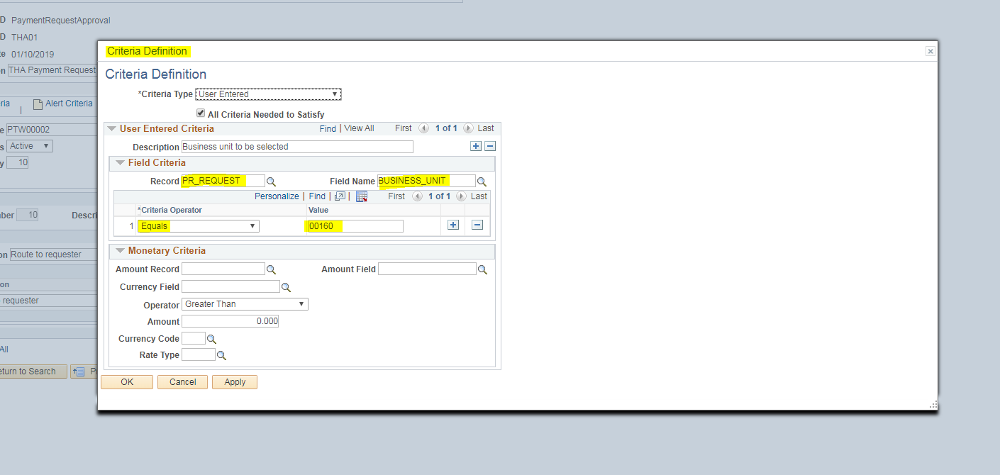 D PaymentRequestApproval
D THA01
te 01/10/2019
on THA Payment Request
ria | Alert Criteria
e PTW00002
s Active
y 10
ber 10 Descri
on Route to requester
on
requester
All
eturn to Search
Criteria Definition
Criteria Definition
*Criteria Type User Entered
All Criteria Needed to Satisfy
User Entered Criteria Find | View All First 1 of 1 Last
Description Business unit to be selected
Field Criteria
Record PR_REQUEST Field Name BUSINESS_UNIT
Personalize | Find | | First 1 of 1 Last
*Criteria Operator Value
1 Equals 00160
Monetary Criteria
Amount Record Amount Field
Currency Field
Operator Greater Than
Amount 0.000
Currency Code
Rate Type
OK Cancel Apply